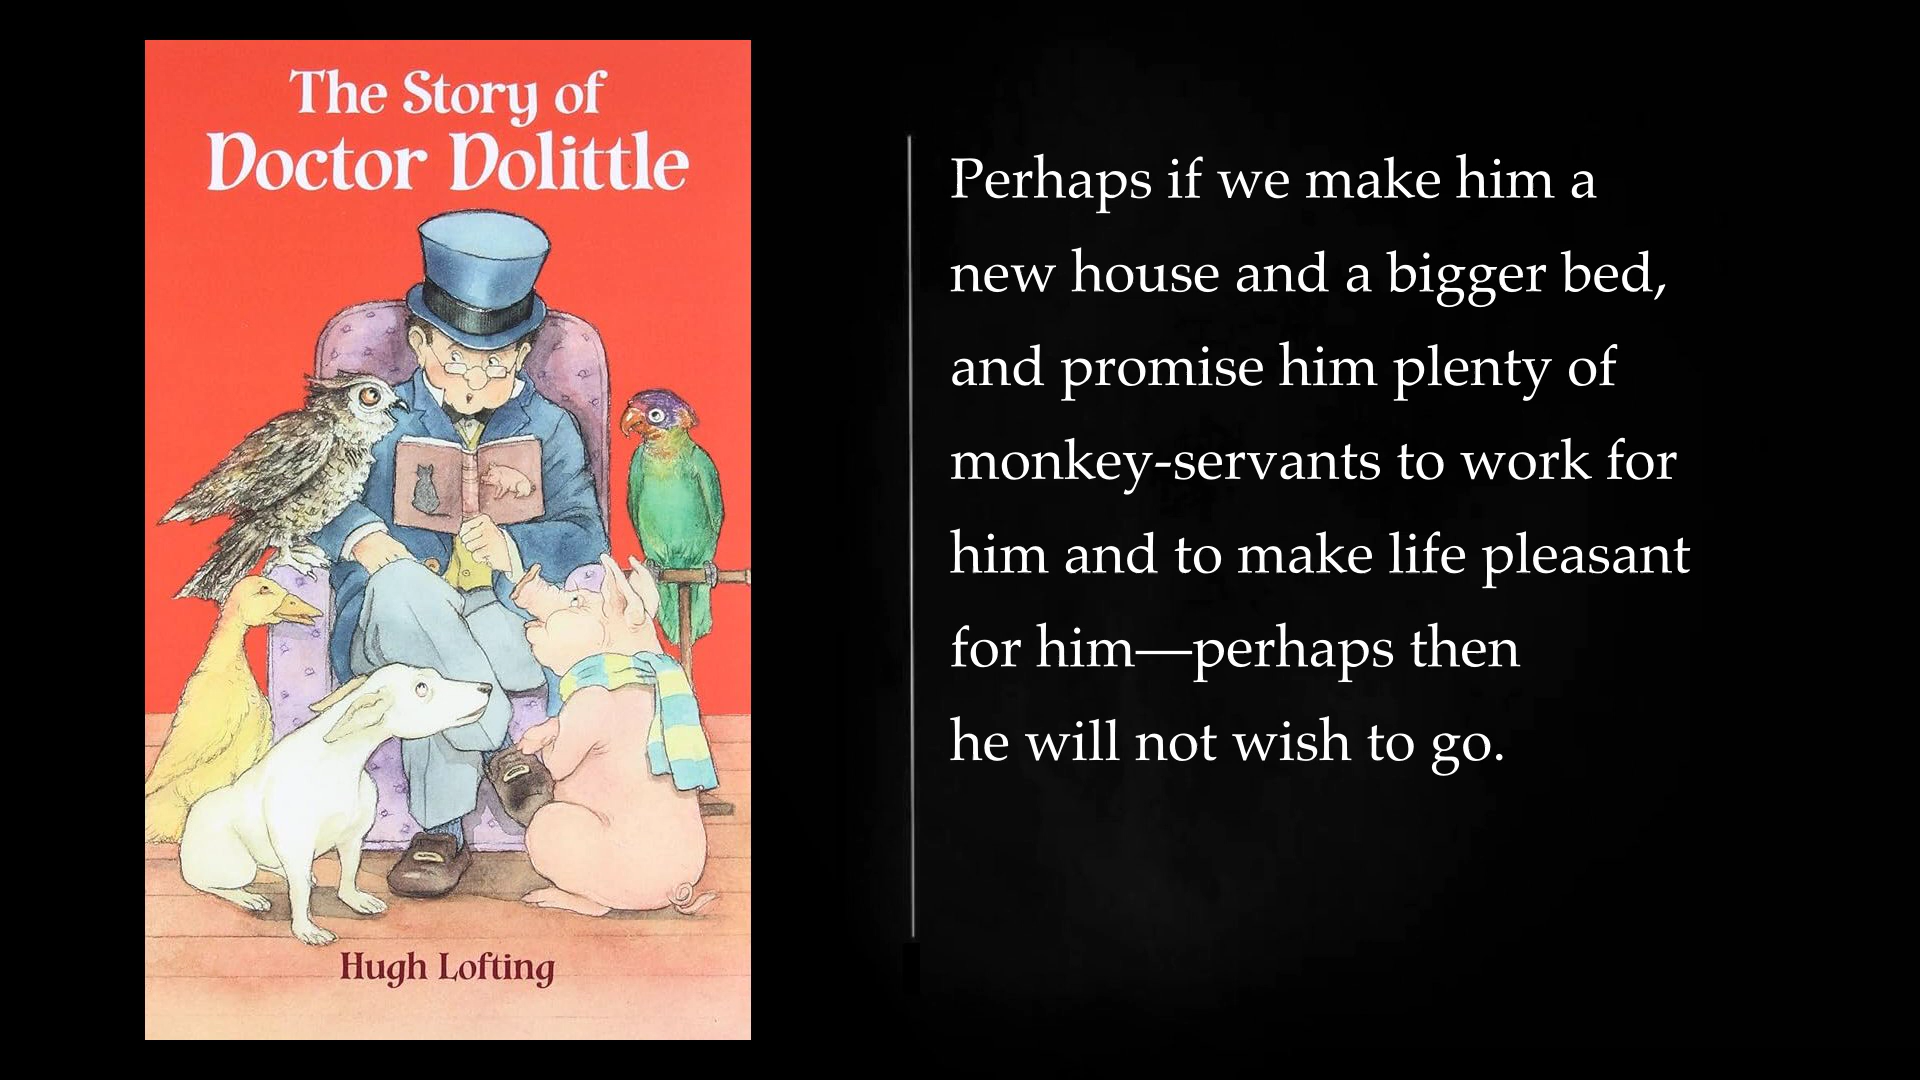 The Story of
Doctor Dolittle
Hugh Lofting
Perhaps if we make him a
new house and a bigger bed,
and promise him plenty of
monkey-servants to work for
him and to make life pleasant
for him—perhaps then
he will not wish to go.